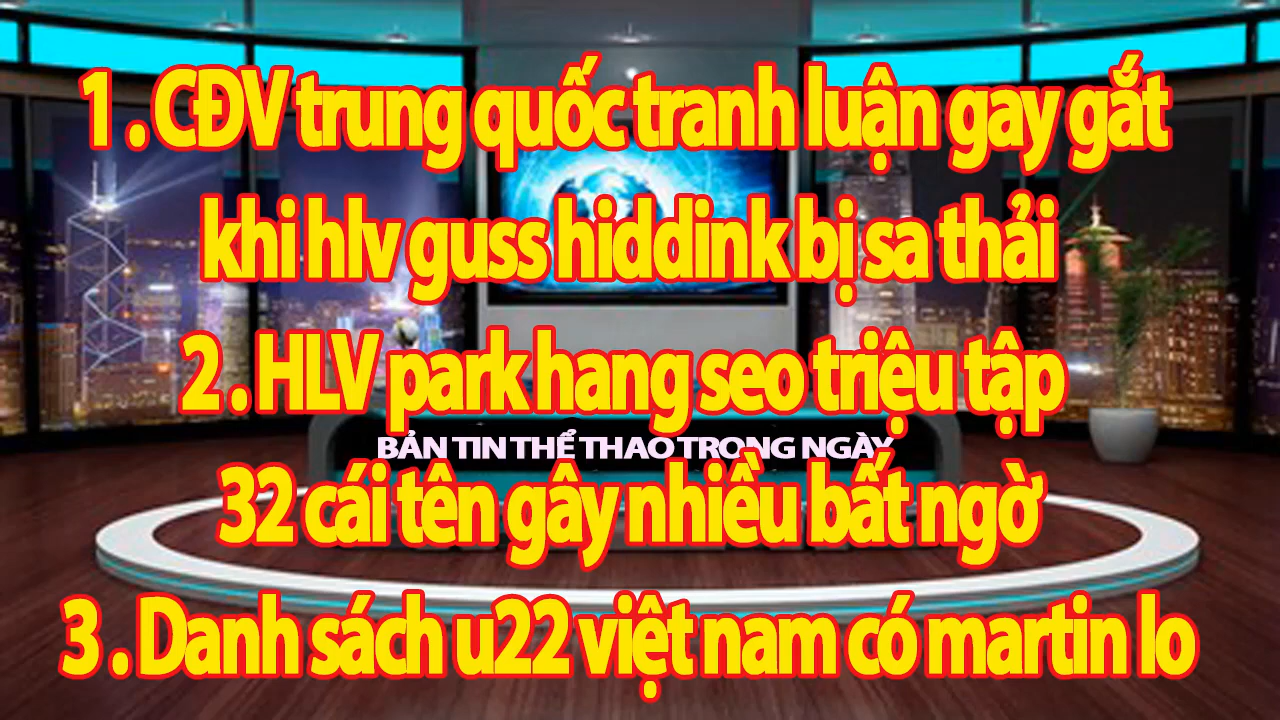 1 . CĐV trung quốc tranh luận gay gắt
khi hlv guss hiddink bị sa thải
2 . HLV park hang seo triệu tập
BẢN TIN THỂ THAO TRONG NGÀY
32 cái tên gây nhiều bất ngờ
3 . Danh sách u22 việt nam có martin lo